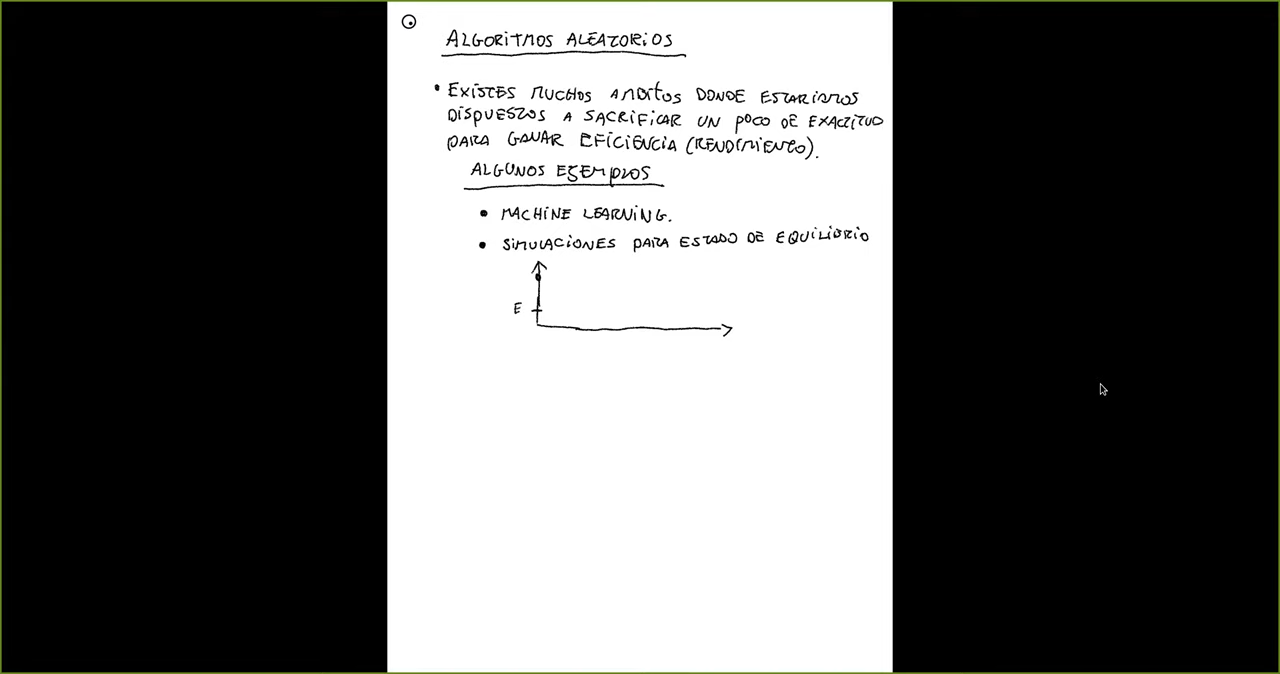 ALGORITMOS ALEATORIOS
• EXISTES MUCHOS AMBITOS DONDE ESTARIAMOS
DISPUESTOS A SACRIFICAR UN POCO DE EXACTITUD
PARA GANAR EFICIENCIA (RENDIMIENTO).
ALGUNOS EJEMPLOS
• MACHINE LEARNING.
• SIMULACIONES PARA ESTADO DE EQUILIBRIO
E